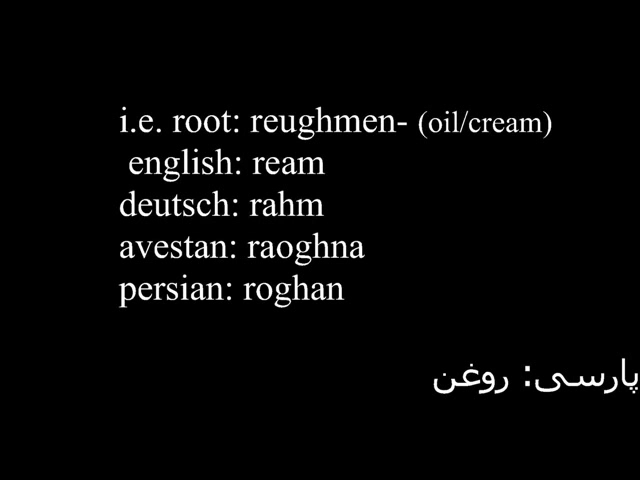 i.e. root: reughmen- (oil/cream)
english: ream
deutsch: rahm
avestan: raoghna
persian: roghan
پارسی: روغن